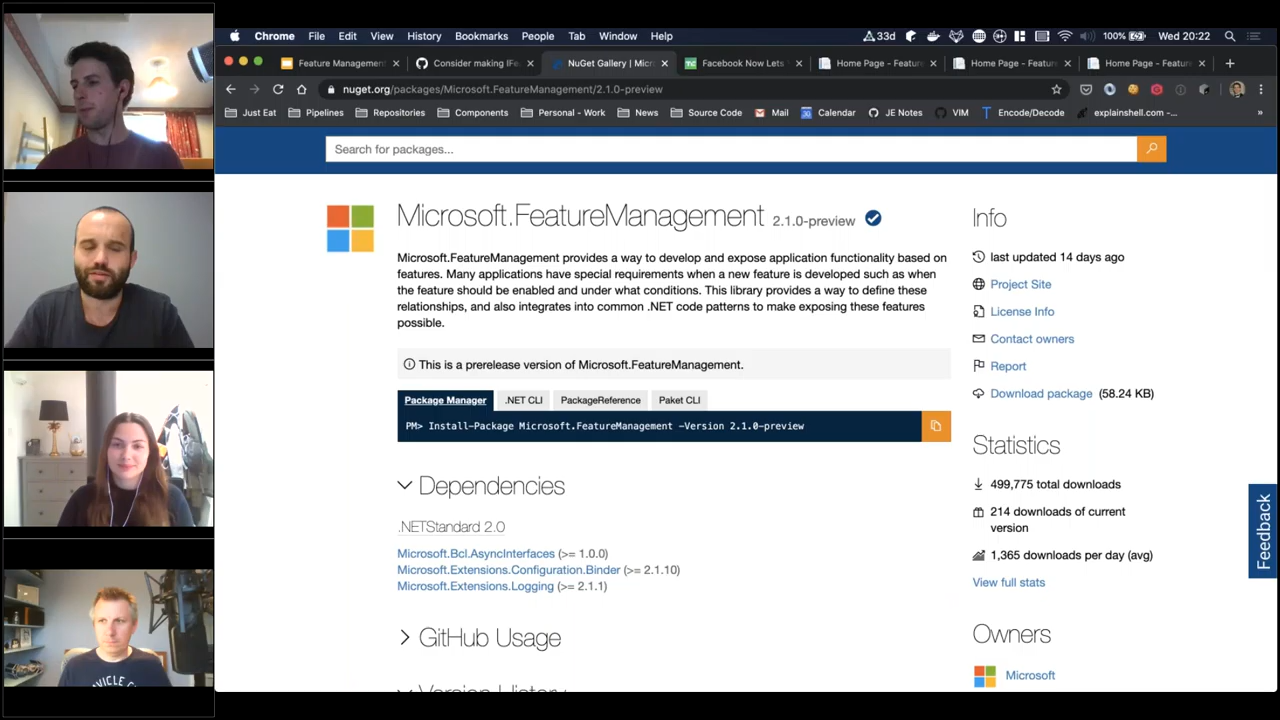 Chrome File Edit View History Bookmarks People Tab Window Help
33d 100% Wed 20:22
Feature Management
Consider making IFea
NuGet Gallery | Micro
Facebook Now Lets
Home Page - Feature
Home Page - Feature
Home Page - Feature
nuget.org/packages/Microsoft.FeatureManagement/2.1.0-preview
Just Eat Pipelines Repositories Components Personal - Work News Source Code Mail Calendar JE Notes VIM Encode/Decode explainshell.com -... »
Search for packages...
Microsoft.FeatureManagement 2.1.0-preview
Microsoft.FeatureManagement provides a way to develop and expose application functionality based on
features. Many applications have special requirements when a new feature is developed such as when
the feature should be enabled and under what conditions. This library provides a way to define these
relationships, and also integrates into common .NET code patterns to make exposing these features
possible.
This is a prerelease version of Microsoft.FeatureManagement.
Package Manager .NET CLI PackageReference Paket CLI
PM> Install-Package Microsoft.FeatureManagement -Version 2.1.0-preview
Dependencies
.NETStandard 2.0
Microsoft.Bcl.AsyncInterfaces (>= 1.0.0)
Microsoft.Extensions.Configuration.Binder (>= 2.1.10)
Microsoft.Extensions.Logging (>= 2.1.1)
GitHub Usage
Version History
Info
last updated 14 days ago
Project Site
License Info
Contact owners
Report
Download package (58.24 KB)
Statistics
499,775 total downloads
214 downloads of current
version
1,365 downloads per day (avg)
View full stats
Owners
Microsoft
Feedback